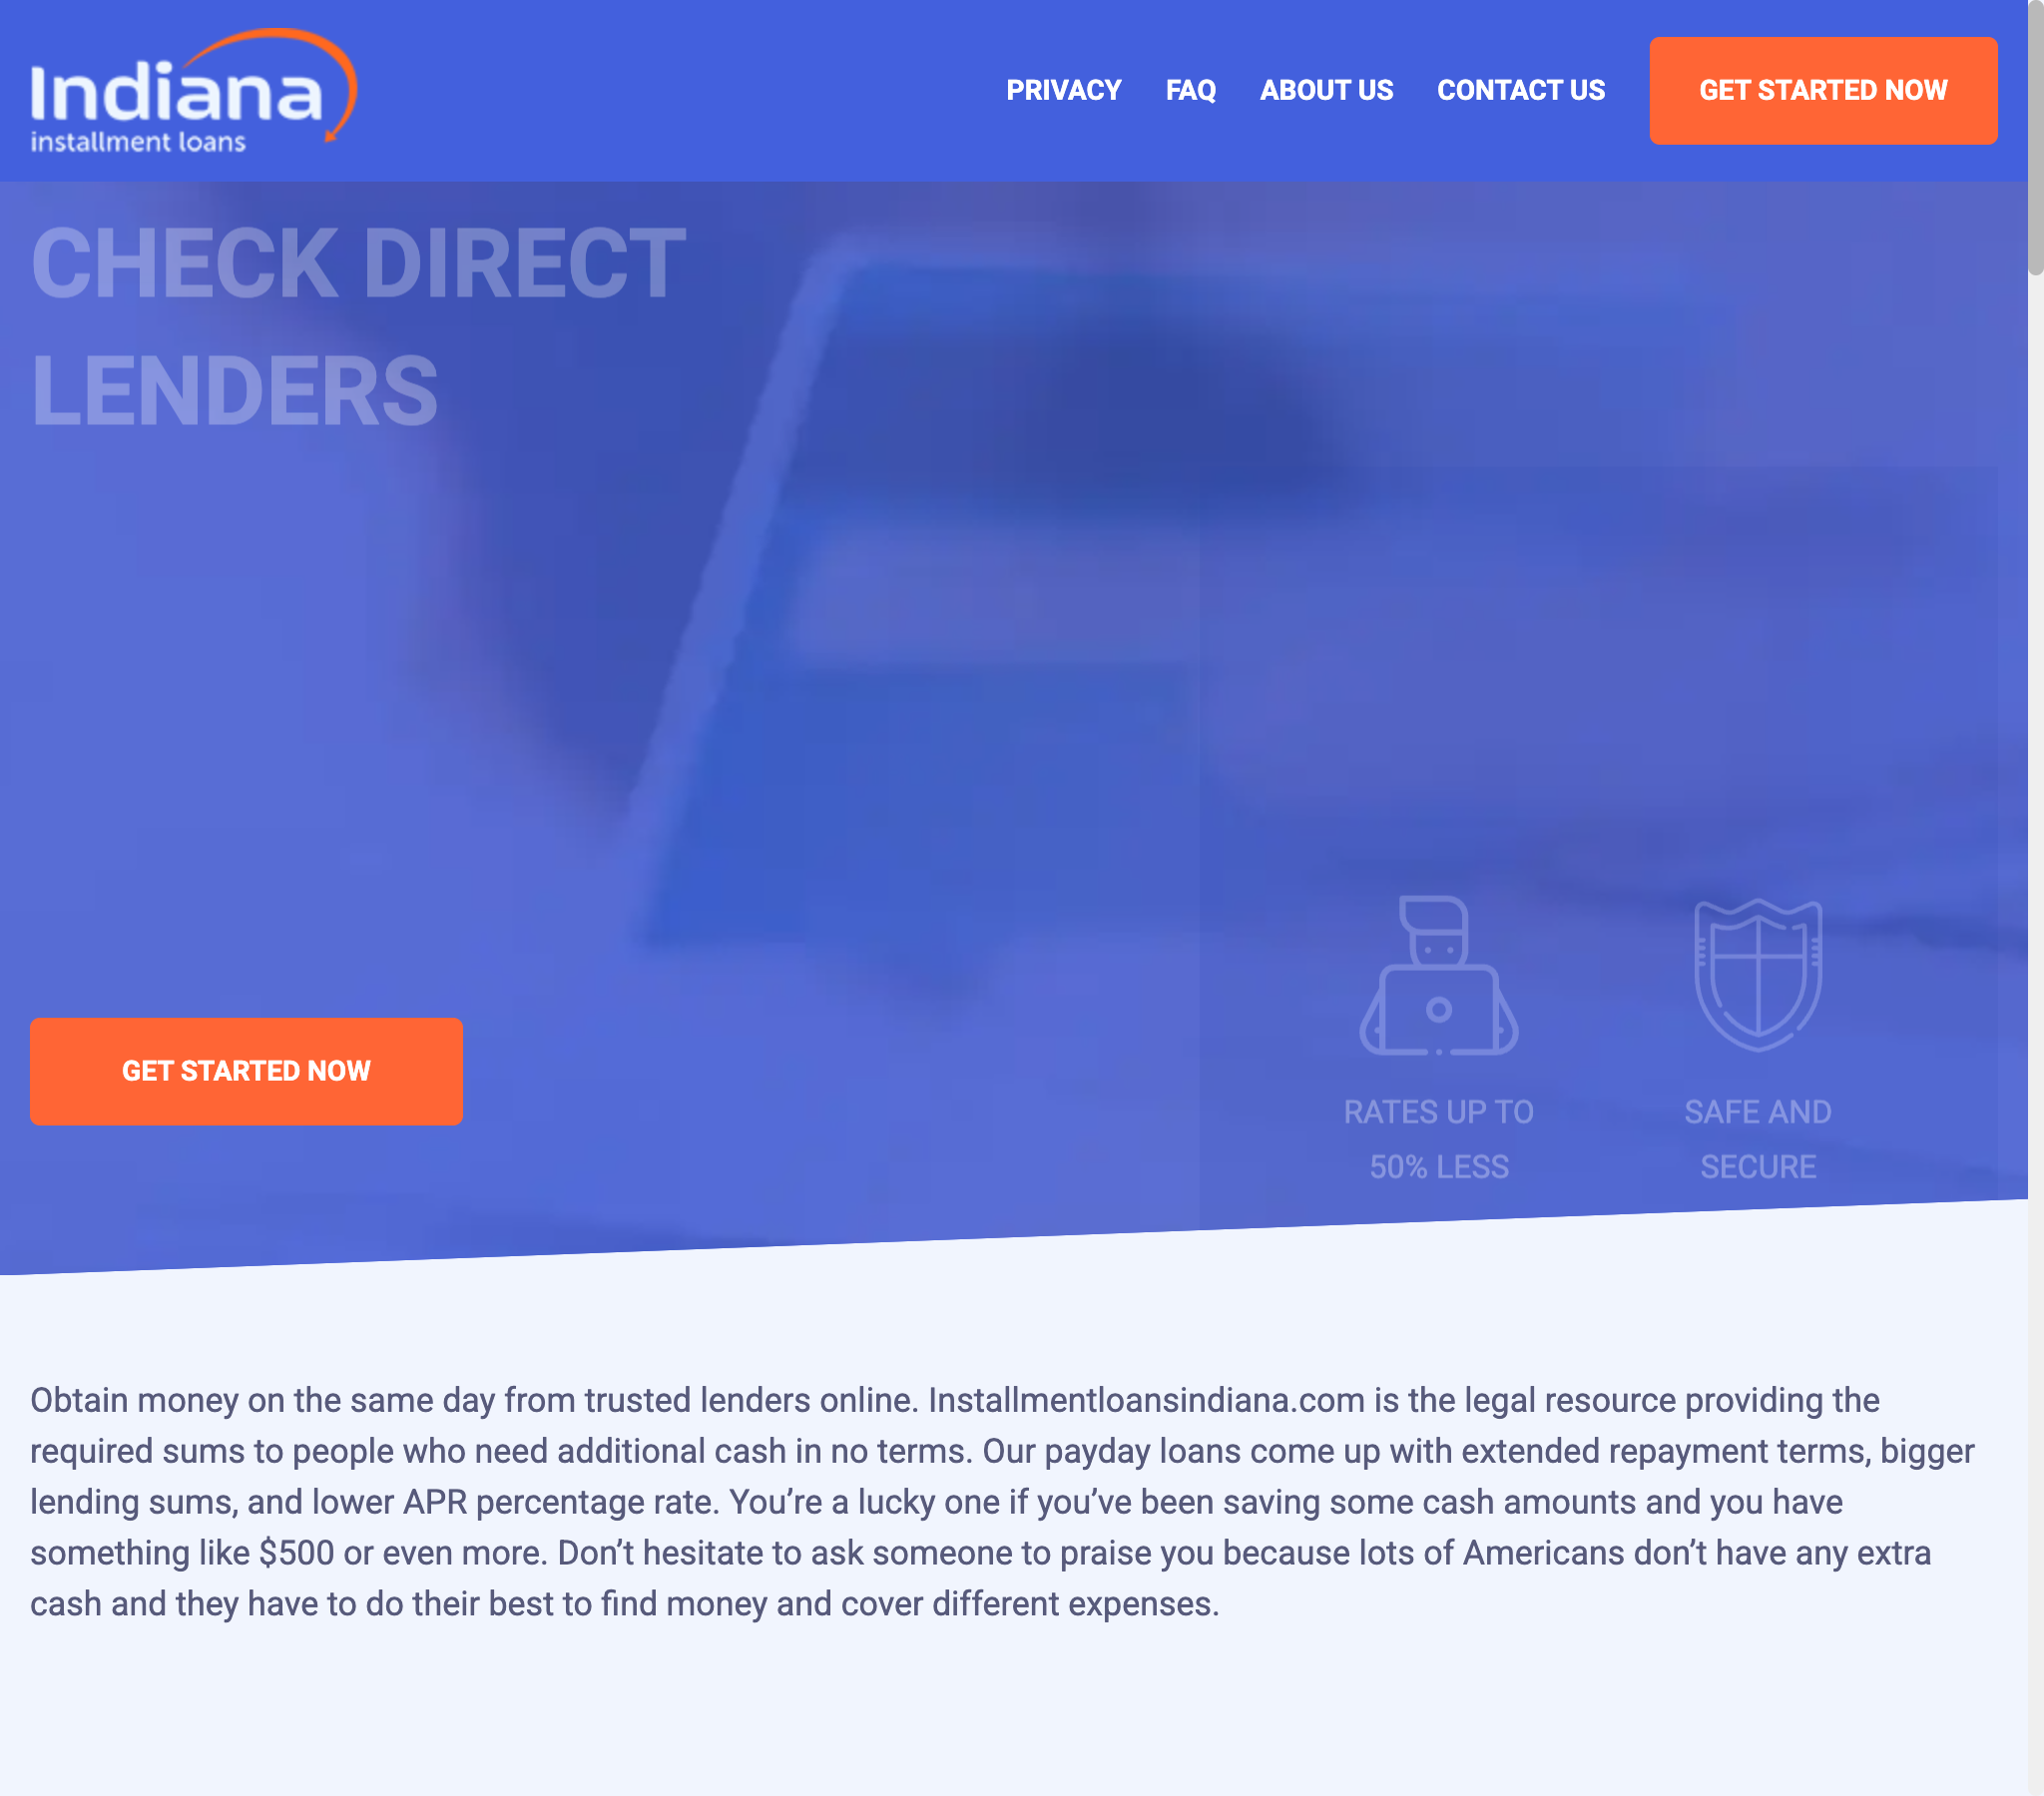 Indiana
installment loans
PRIVACY FAQ ABOUT US CONTACT US GET STARTED NOW
CHECK DIRECT
LENDERS
GET STARTED NOW
RATES UP TO
50% LESS
SAFE AND
SECURE
Obtain money on the same day from trusted lenders online. Installmentloansindiana.com is the legal resource providing the
required sums to people who need additional cash in no terms. Our payday loans come up with extended repayment terms, bigger
lending sums, and lower APR percentage rate. You’re a lucky one if you’ve been saving some cash amounts and you have
something like $500 or even more. Don’t hesitate to ask someone to praise you because lots of Americans don’t have any extra
cash and they have to do their best to find money and cover different expenses.